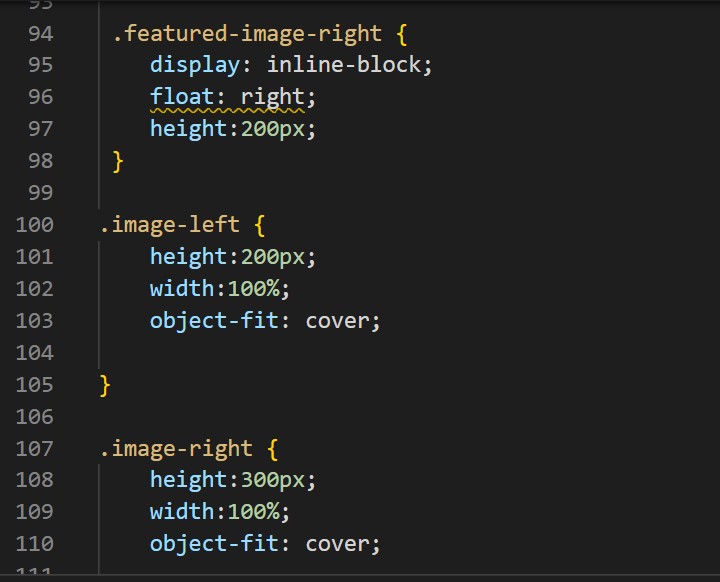 93
94 .featured-image-right {
95 display: inline-block;
96 float: right;
97 height:200px;
98 }
99
100 .image-left {
101 height:200px;
102 width:100%;
103 object-fit: cover;
104
105 }
106
107 .image-right {
108 height:300px;
109 width:100%;
110 object-fit: cover;
111